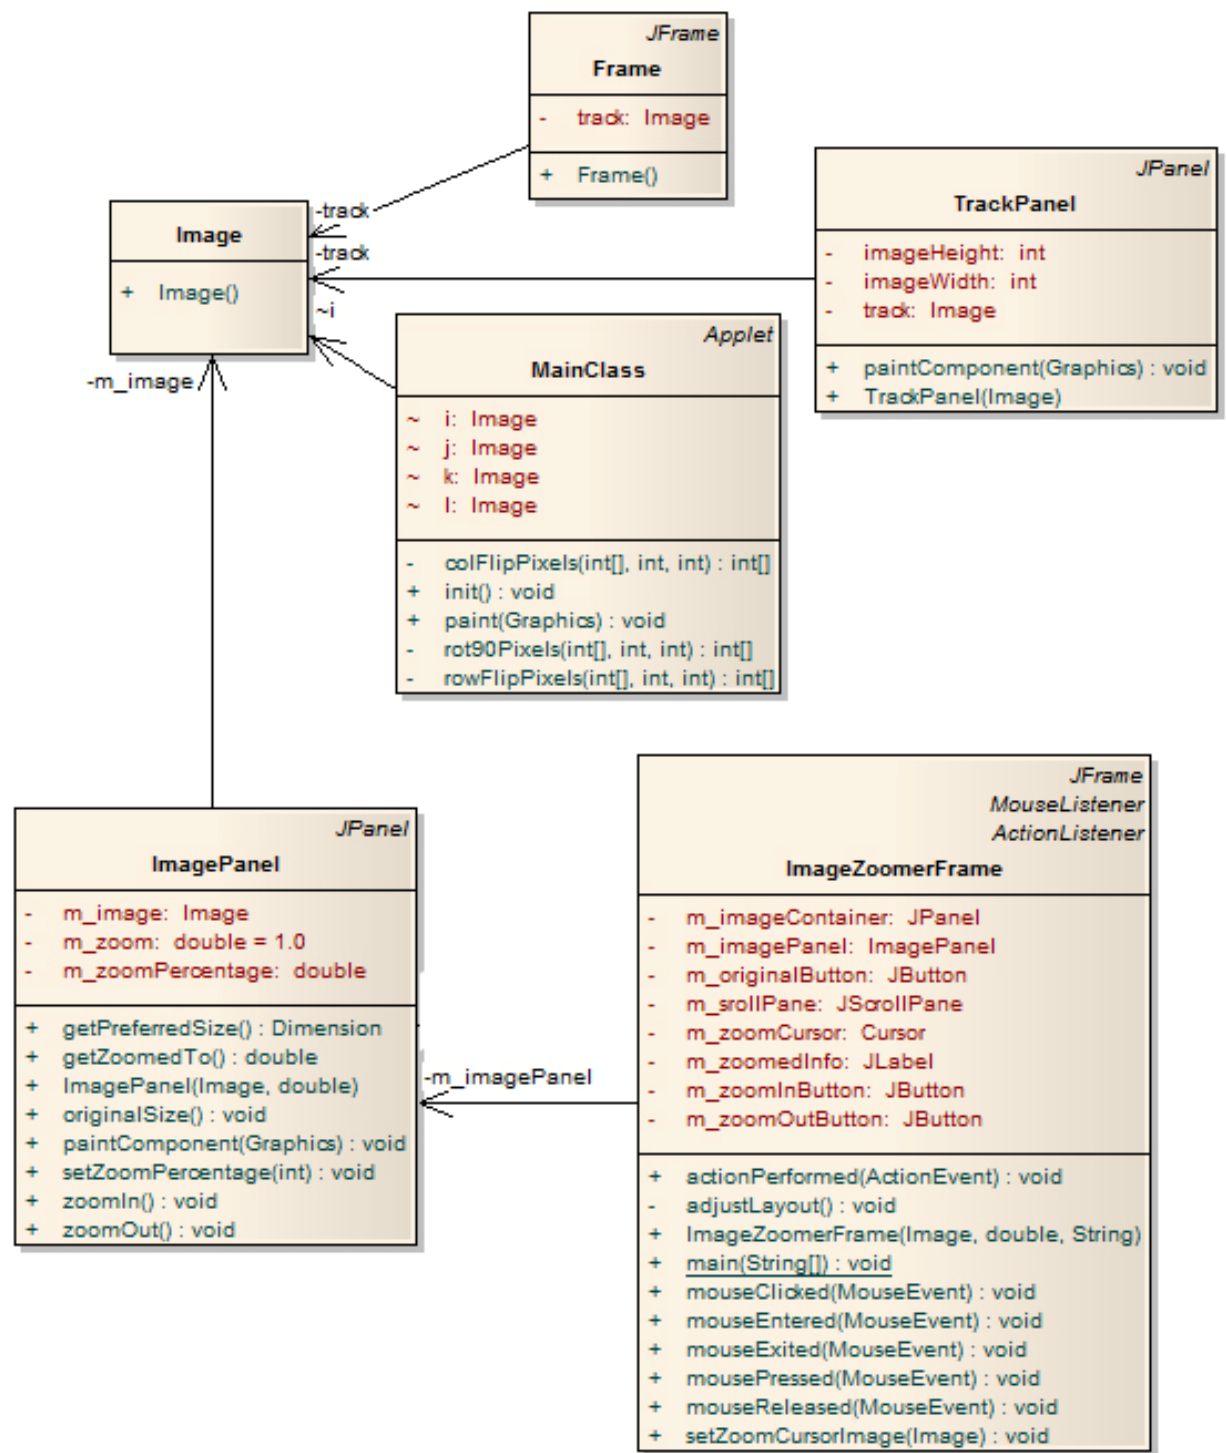 JFrame
Frame
- track: Image
+ Frame()
JPanel
TrackPanel
- imageHeight: int
- imageWidth: int
- track: Image
+ paintComponent(Graphics) : void
+ TrackPanel(Image)
-track
-track
~i
Image
+ Image()
-m_image
Applet
MainClass
~ i: Image
~ j: Image
~ k: Image
~ l: Image
- colFlipPixels(int[], int, int) : int[]
+ init() : void
+ paint(Graphics) : void
- rot90Pixels(int[], int, int) : int[]
- rowFlipPixels(int[], int, int) : int[]
JPanel
ImagePanel
- m_image: Image
- m_zoom: double = 1.0
- m_zoomPercentage: double
+ getPreferredSize() : Dimension
+ getZoomedTo() : double
+ ImagePanel(Image, double)
+ originalSize() : void
+ paintComponent(Graphics) : void
+ setZoomPercentage(int) : void
+ zoomIn() : void
+ zoomOut() : void
-m_imagePanel
JFrame
MouseListener
ActionListener
ImageZoomerFrame
- m_imageContainer: JPanel
- m_imagePanel: ImagePanel
- m_originalButton: JButton
- m_srollPane: JScrollPane
- m_zoomCursor: Cursor
- m_zoomedInfo: JLabel
- m_zoomInButton: JButton
- m_zoomOutButton: JButton
+ actionPerformed(ActionEvent) : void
- adjustLayout() : void
+ ImageZoomerFrame(Image, double, String)
+ main(String[]) : void
+ mouseClicked(MouseEvent) : void
+ mouseEntered(MouseEvent) : void
+ mouseExited(MouseEvent) : void
+ mousePressed(MouseEvent) : void
+ mouseReleased(MouseEvent) : void
+ setZoomCursorImage(Image) : void